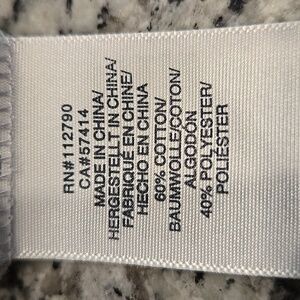 RN#112790
CA#57414
MADE IN CHINA/
HERGESTELLT IN CHINA/
FABRIQUÉ EN CHINE/
HECHO EN CHINA
60% COTTON/
BAUMWOLLE/COTON/
ALGODÓN
40% POLYESTER/
POLIÉSTER